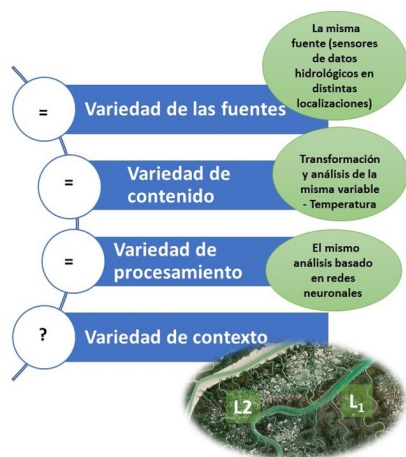 La misma
fuente (sensores
de datos
hidrológicos en
distintas
localizaciones)
=
Variedad de las fuentes
=
Variedad de
contenido
Transformación
y análisis de la
misma variable
- Temperatura
=
Variedad de
procesamiento
El mismo
análisis basado
en redes
neuronales
?
Variedad de contexto
L2
L₁